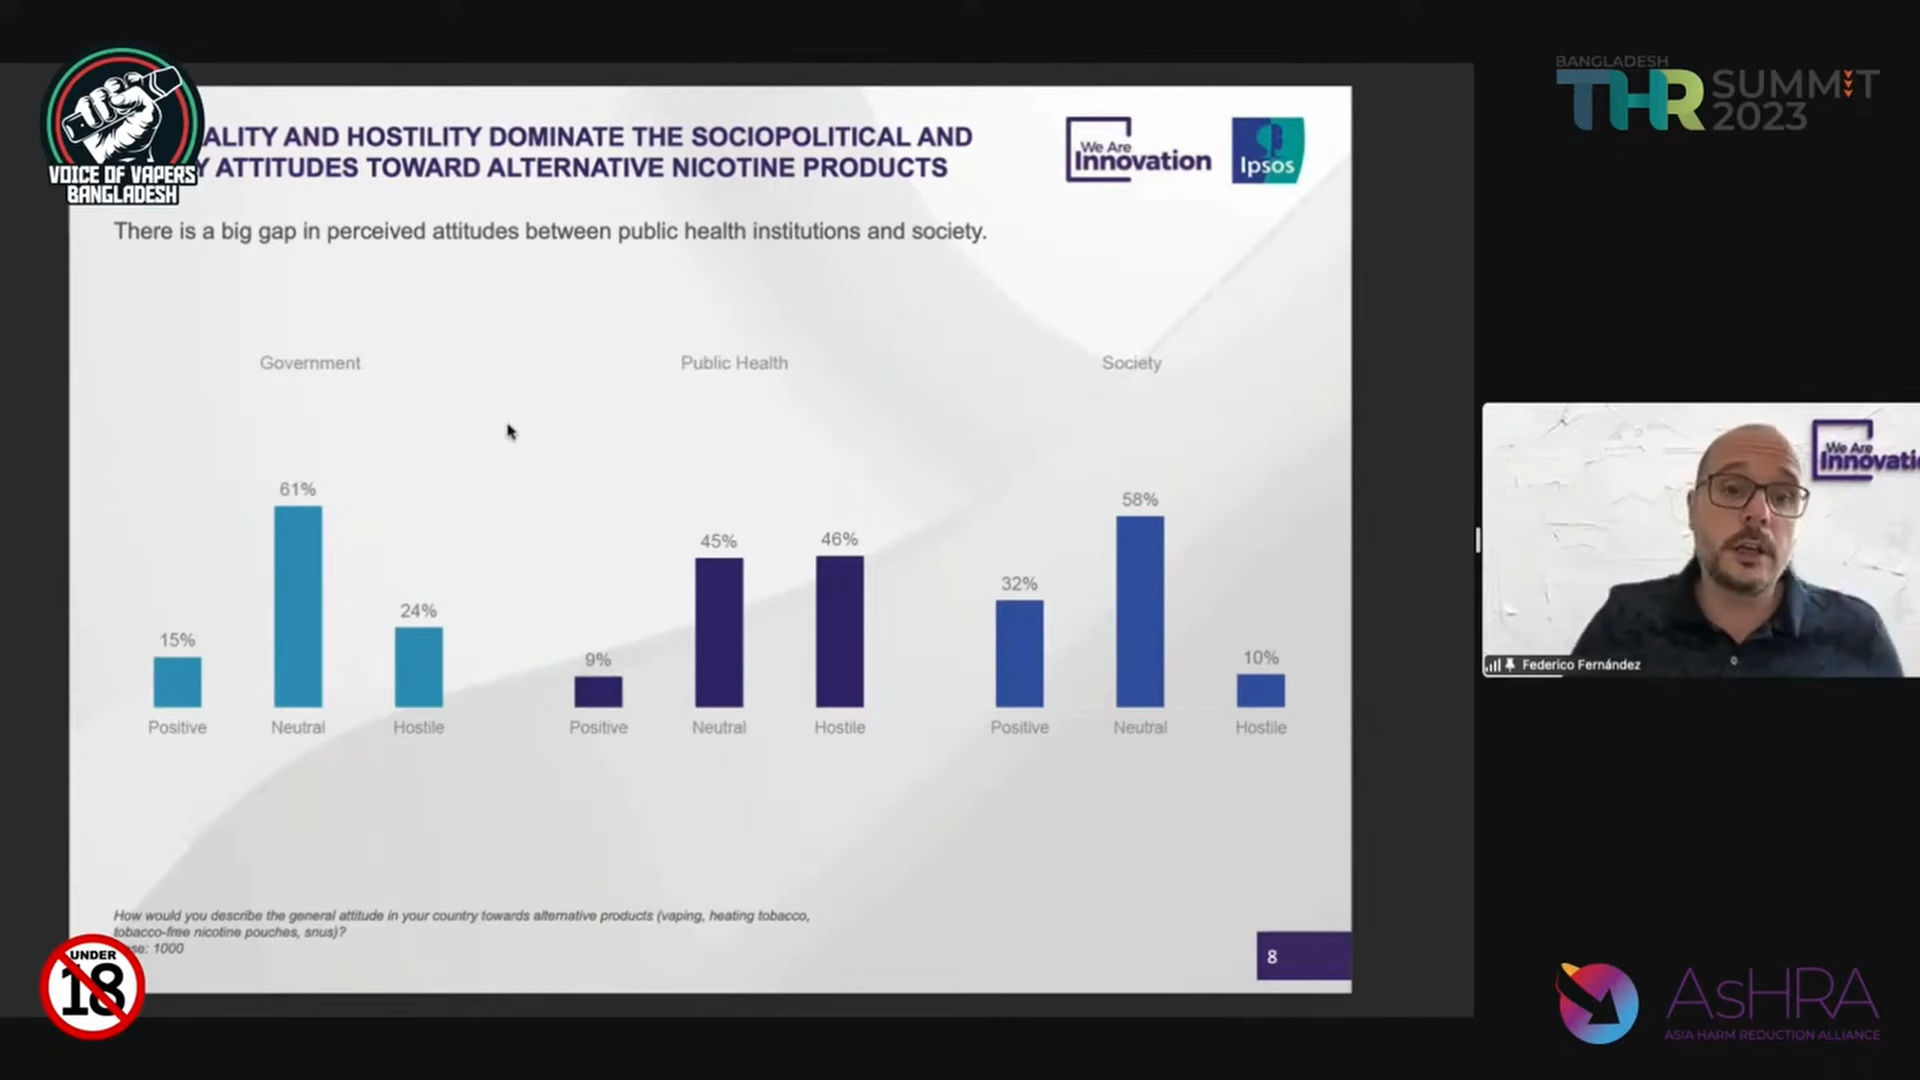 VOICE OF VAPERS
BANGLADESH
ALITY AND HOSTILITY DOMINATE THE SOCIOPOLITICAL AND
Y ATTITUDES TOWARD ALTERNATIVE NICOTINE PRODUCTS
We Are
Innovation
Ipsos
There is a big gap in perceived attitudes between public health institutions and society.
Government
Public Health
Society
15%
61%
24%
9%
45%
46%
32%
58%
10%
Positive
Neutral
Hostile
Positive
Neutral
Hostile
Positive
Neutral
Hostile
How would you describe the general attitude in your country towards alternative products (vaping, heating tobacco,
tobacco-free nicotine pouches, snus)?
1000
8
UNDER
18
BANGLADESH
THR SUMMIT
2023
We Are
Innovati
Federico Fernández
AsHRA
ASIA HARM REDUCTION ALLIANCE